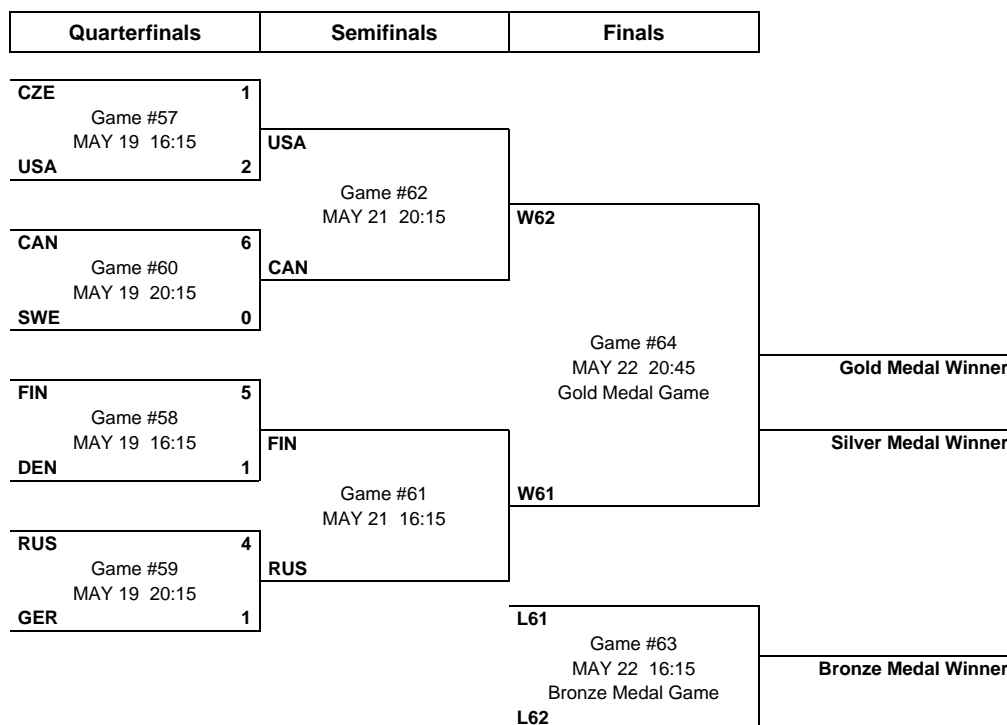 Quarterfinals Semifinals Finals
CZE 1
Game #57
MAY 19 16:15
USA 2
CAN 6
Game #60
MAY 19 20:15
SWE 0
FIN 5
Game #58
MAY 19 16:15
DEN 1
RUS 4
Game #59
MAY 19 20:15
GER 1
USA
Game #62
MAY 21 20:15
CAN
FIN
Game #61
MAY 21 16:15
RUS
W62
Game #64
MAY 22 20:45
Gold Medal Game
W61
L61
Game #63
MAY 22 16:15
Bronze Medal Game
L62
Gold Medal Winner
Silver Medal Winner
Bronze Medal Winner